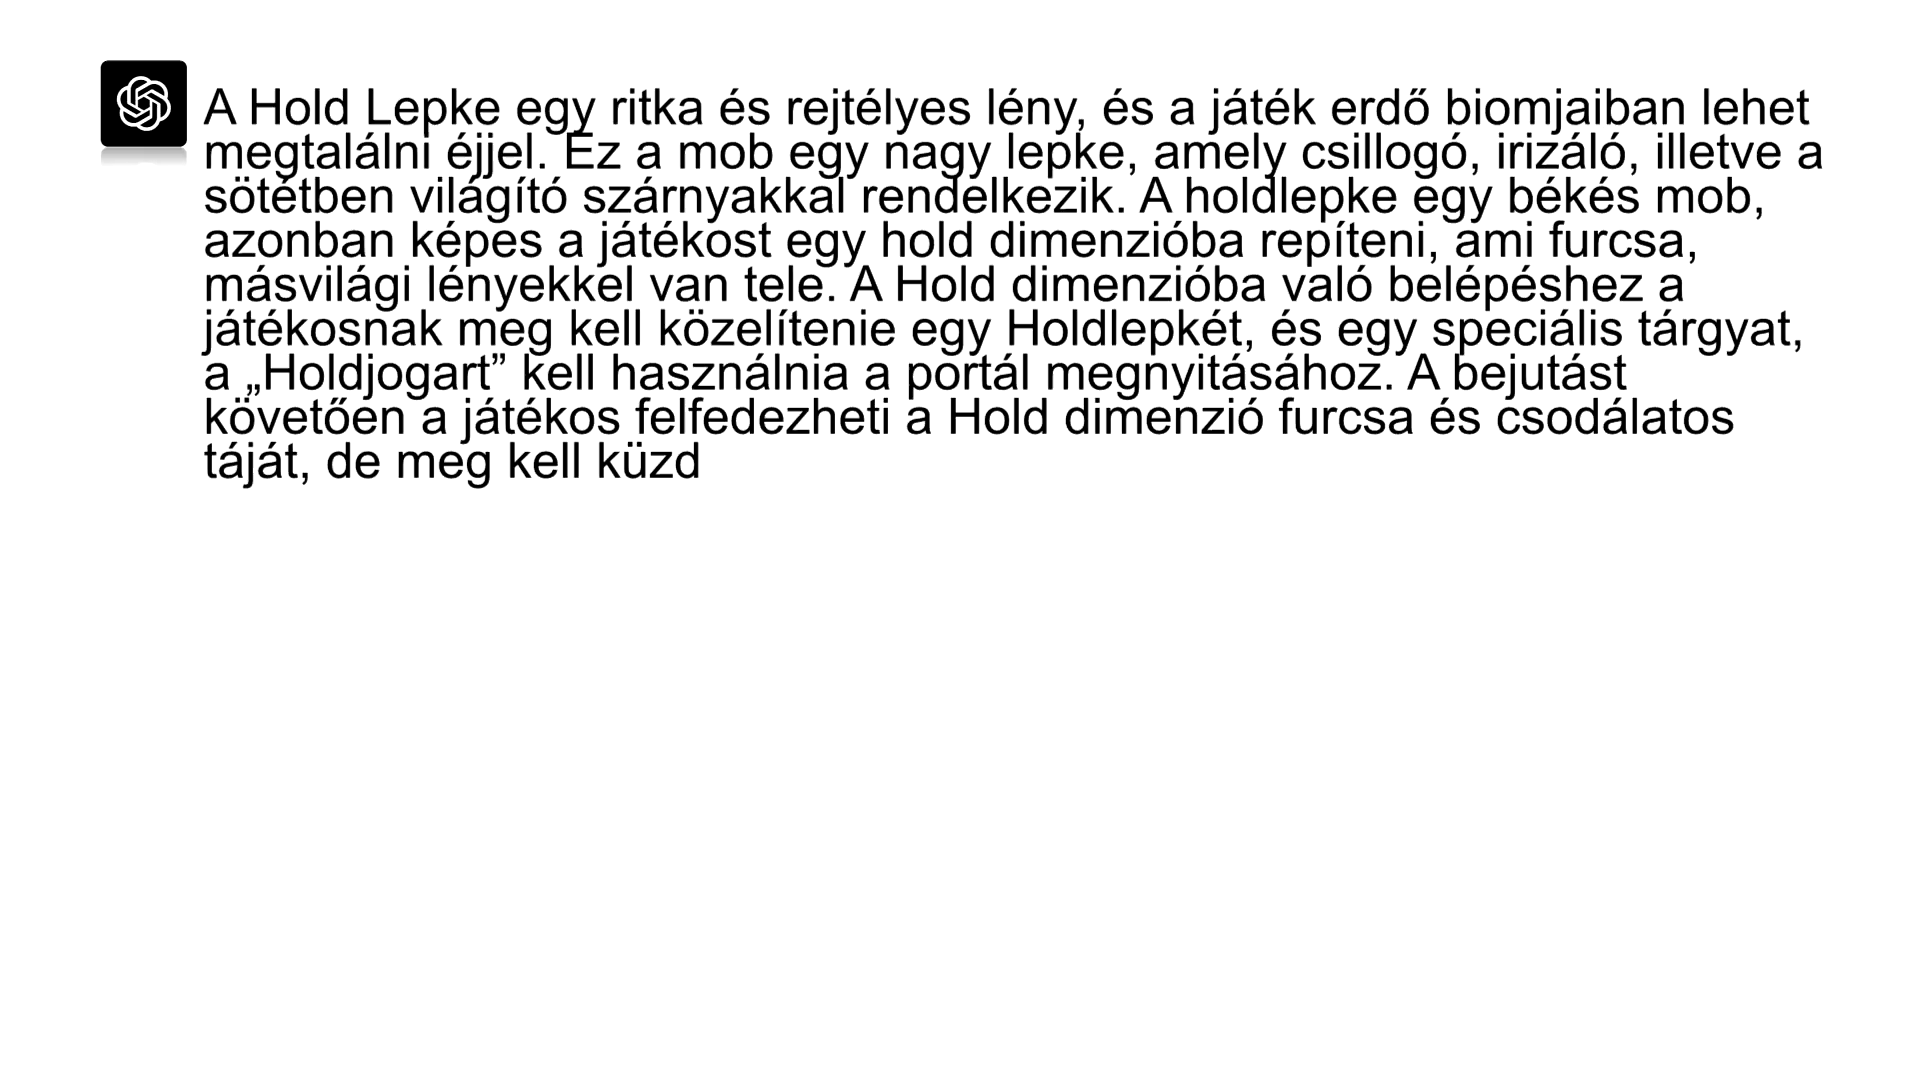 A Hold Lepke egy ritka és rejtélyes lény, és a játék erdő biomjaiban lehet
megtalálni éjjel. Ez a mob egy nagy lepke, amely csillogó, irizáló, illetve a
sötétben világító szárnyakkal rendelkezik. A holdlepke egy békés mob,
azonban képes a játékost egy hold dimenzióba repíteni, ami furcsa,
másvilági lényekkel van tele. A Hold dimenzióba való belépéshez a
játékosnak meg kell közelítenie egy Holdlepkét, és egy speciális tárgyat,
a „Holdjogart” kell használnia a portál megnyitásához. A bejutást
követően a játékos felfedezheti a Hold dimenzió furcsa és csodálatos
táját, de meg kell küzd